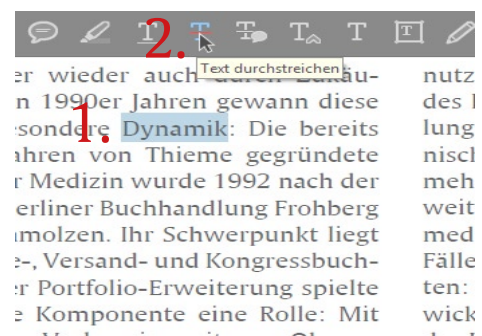 2.
Text durchstreichen
er wieder auch durch
n 1990er Jahren gewann diese
1.
esondere Dynamik: Die bereits
ahren von Thieme gegründete
r Medizin wurde 1992 nach der
erliner Buchhandlung Frohberg
molzen. Ihr Schwerpunkt liegt
e-, Versand- und Kongressbuch-
r Portfolio-Erweiterung spielte
e Komponente eine Rolle: Mit
nutz
des
lung
nisch
meh
weit
med
Fälle
ten:
wick